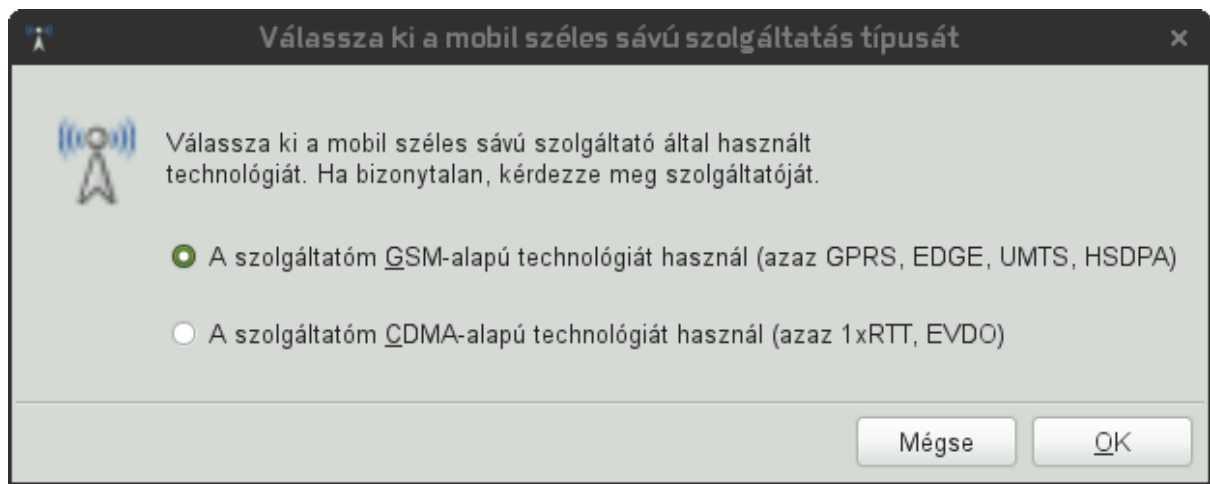 Válassza ki a mobil széles sávú szolgáltatás típusát
Válassza ki a mobil széles sávú szolgáltató által használt
technológiát. Ha bizonytalan, kérdezze meg szolgáltatóját.
A szolgáltatóm GSM-alapú technológiát használ (azaz GPRS, EDGE, UMTS, HSDPA)
A szolgáltatóm CDMA-alapú technológiát használ (azaz 1xRTT, EVDO)
Mégse
OK